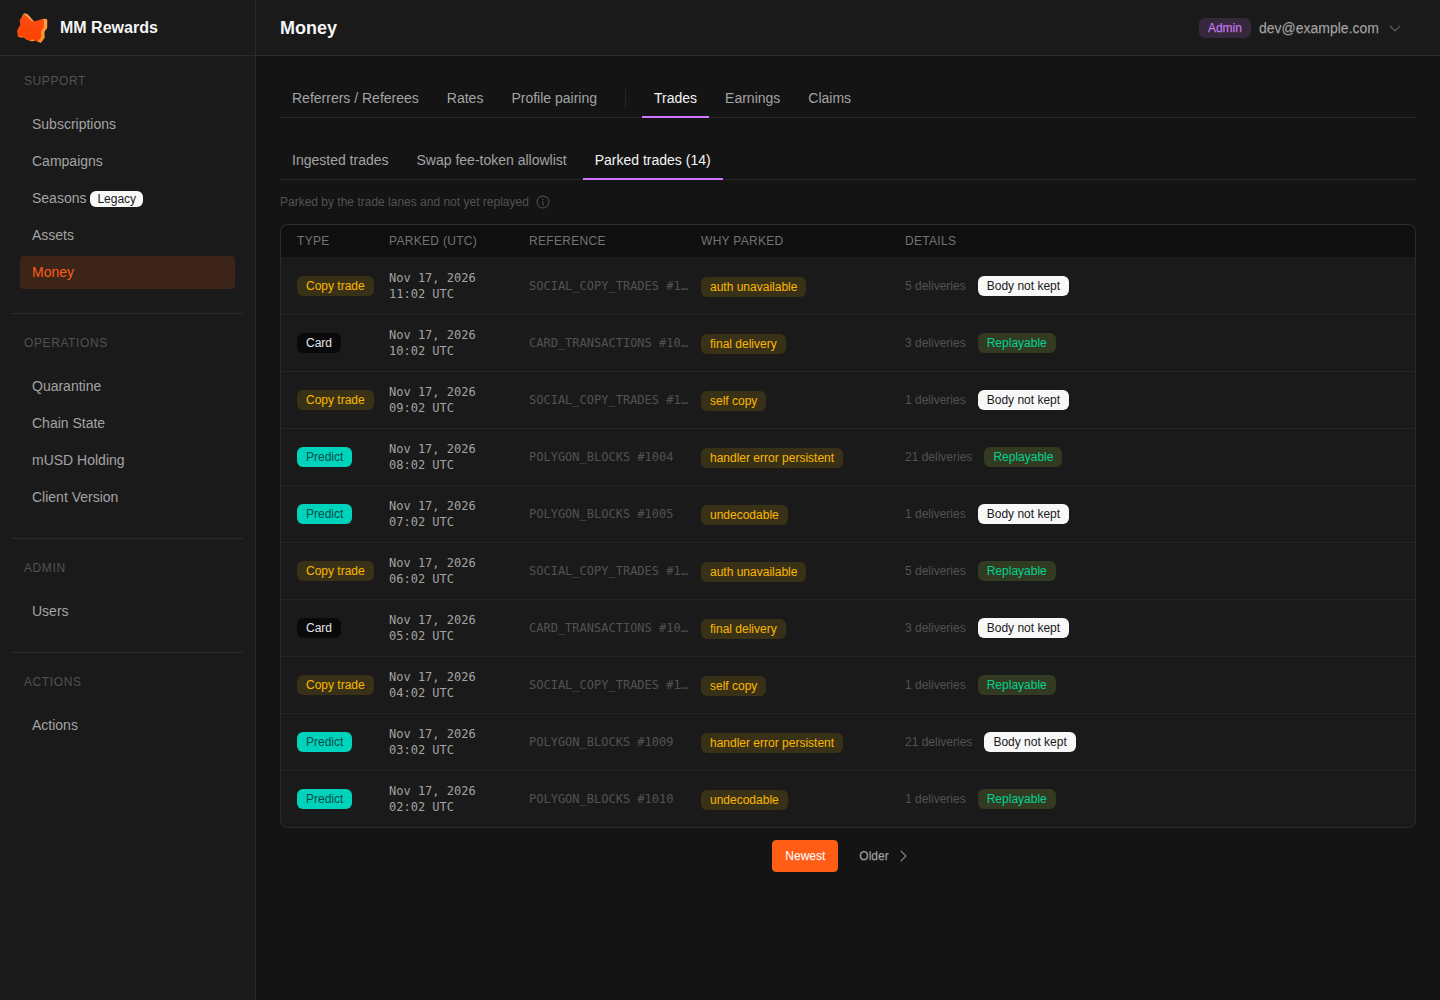 MM Rewards
Money
Admin dev@example.com
SUPPORT
Subscriptions
Campaigns
Seasons Legacy
Assets
Money
OPERATIONS
Quarantine
Chain State
mUSD Holding
Client Version
ADMIN
Users
ACTIONS
Actions
Referrers / Referees Rates Profile pairing Trades Earnings Claims
Ingested trades Swap fee-token allowlist Parked trades (14)
Parked by the trade lanes and not yet replayed
TYPE PARKED (UTC) REFERENCE WHY PARKED DETAILS
Copy trade Nov 17, 2026 11:02 UTC SOCIAL_COPY_TRADES #1… auth unavailable 5 deliveries Body not kept
Card Nov 17, 2026 10:02 UTC CARD_TRANSACTIONS #10… final delivery 3 deliveries Replayable
Copy trade Nov 17, 2026 09:02 UTC SOCIAL_COPY_TRADES #1… self copy 1 deliveries Body not kept
Predict Nov 17, 2026 08:02 UTC POLYGON_BLOCKS #1004 handler error persistent 21 deliveries Replayable
Predict Nov 17, 2026 07:02 UTC POLYGON_BLOCKS #1005 undecodable 1 deliveries Body not kept
Copy trade Nov 17, 2026 06:02 UTC SOCIAL_COPY_TRADES #1… auth unavailable 5 deliveries Replayable
Card Nov 17, 2026 05:02 UTC CARD_TRANSACTIONS #10… final delivery 3 deliveries Body not kept
Copy trade Nov 17, 2026 04:02 UTC SOCIAL_COPY_TRADES #1… self copy 1 deliveries Replayable
Predict Nov 17, 2026 03:02 UTC POLYGON_BLOCKS #1009 handler error persistent 21 deliveries Body not kept
Predict Nov 17, 2026 02:02 UTC POLYGON_BLOCKS #1010 undecodable 1 deliveries Replayable
Newest Older